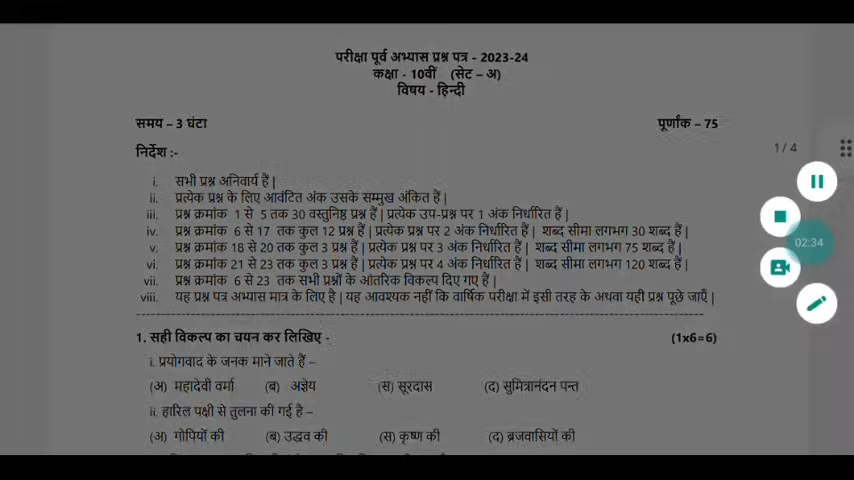 परीक्षा पूर्व अभ्यास प्रश्न पत्र - 2023-24
कक्षा - 10वीं (सेट – अ)
विषय - हिन्दी
समय – 3 घंटा पूर्णांक – 75
1 / 4
निर्देश :-
i. सभी प्रश्न अनिवार्य हैं |
ii. प्रत्येक प्रश्न के लिए आवंटित अंक उसके सम्मुख अंकित हैं |
iii. प्रश्न क्रमांक 1 से 5 तक 30 वस्तुनिष्ठ प्रश्न हैं | प्रत्येक उप-प्रश्न पर 1 अंक निर्धारित हैं |
iv. प्रश्न क्रमांक 6 से 17 तक कुल 12 प्रश्न हैं | प्रत्येक प्रश्न पर 2 अंक निर्धारित हैं | शब्द सीमा लगभग 30 शब्द हैं |
v. प्रश्न क्रमांक 18 से 20 तक कुल 3 प्रश्न हैं | प्रत्येक प्रश्न पर 3 अंक निर्धारित हैं | शब्द सीमा लगभग 75 शब्द हैं |
vi. प्रश्न क्रमांक 21 से 23 तक कुल 3 प्रश्न हैं | प्रत्येक प्रश्न पर 4 अंक निर्धारित हैं | शब्द सीमा लगभग 120 शब्द हैं |
vii. प्रश्न क्रमांक 6 से 23 तक सभी प्रश्नों के आंतरिक विकल्प दिए गए हैं |
viii. यह प्रश्न पत्र अभ्यास मात्र के लिए है | यह आवश्यक नहीं कि वार्षिक परीक्षा में इसी तरह के अथवा यही प्रश्न पूछे जाएँ |
02:34
1. सही विकल्प का चयन कर लिखिए - (1x6=6)
i. प्रयोगवाद के जनक माने जाते हैं –
(अ) महादेवी वर्मा (ब) अज्ञेय (स) सूरदास (द) सुमित्रानंदन पन्त
ii. हारिल पक्षी से तुलना की गई है –
(अ) गोपियों की (ब) उद्धव की (स) कृष्ण की (द) ब्रजवासियों की